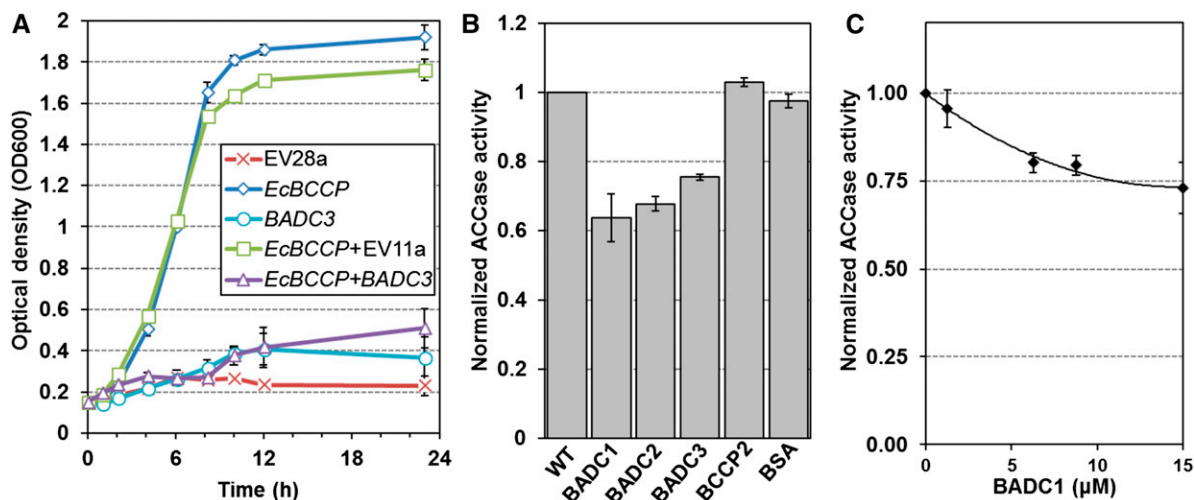 A
Optical density (OD600)
2
1.8
1.6
1.4
1.2
1
0.8
0.6
0.4
0.2
0
0
6
12
18
24
Time (h)
EV28a
EcBCCP
BADC3
EcBCCP+EV11a
EcBCCP+BADC3
B
Normalized ACCase activity
1.2
1
0.8
0.6
0.4
0.2
0
WT
BADC1
BADC2
BADC3
BCCP2
BSA
C
Normalized ACCase activity
1.00
0.75
0.50
0.25
0.00
0
5
10
15
BADC1 (µM)